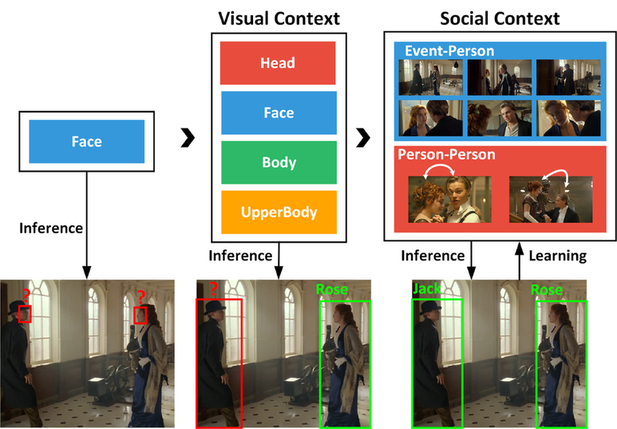 Visual Context
Social Context
Face
Head
Face
Body
UpperBody
Event-Person
Person-Person
Inference
Inference
Inference
Learning
?
?
?
Rose
Jack
Rose